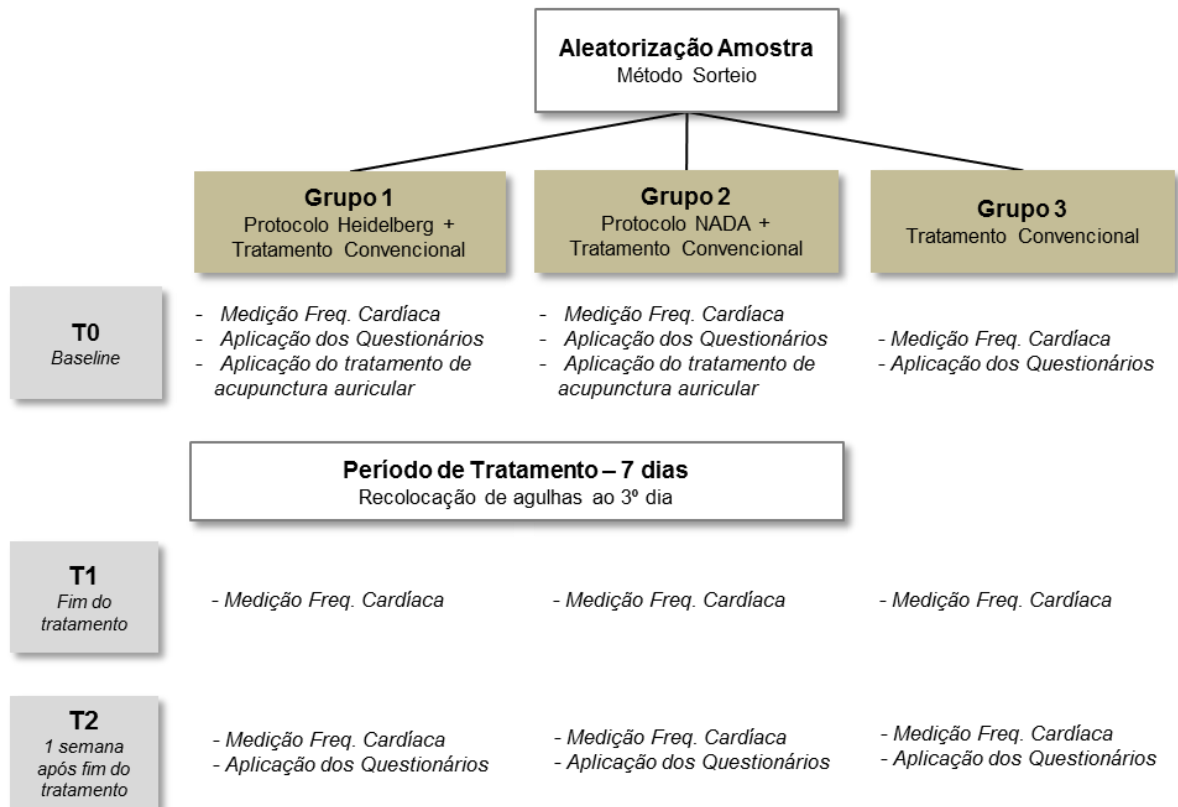 Aleatorização Amostra
Método Sorteio
Grupo 1
Protocolo Heidelberg +
Tratamento Convencional
Grupo 2
Protocolo NADA +
Tratamento Convencional
Grupo 3
Tratamento Convencional
T0
Baseline
- Medição Freq. Cardíaca
- Aplicação dos Questionários
- Aplicação do tratamento de
acupunctura auricular
- Medição Freq. Cardíaca
- Aplicação dos Questionários
- Aplicação do tratamento de
acupunctura auricular
- Medição Freq. Cardíaca
- Aplicação dos Questionários
Período de Tratamento – 7 dias
Recolocação de agulhas ao 3º dia
T1
Fim do
tratamento
- Medição Freq. Cardíaca
- Medição Freq. Cardíaca
- Medição Freq. Cardíaca
T2
1 semana
após fim do
tratamento
- Medição Freq. Cardíaca
- Aplicação dos Questionários
- Medição Freq. Cardíaca
- Aplicação dos Questionários
- Medição Freq. Cardíaca
- Aplicação dos Questionários